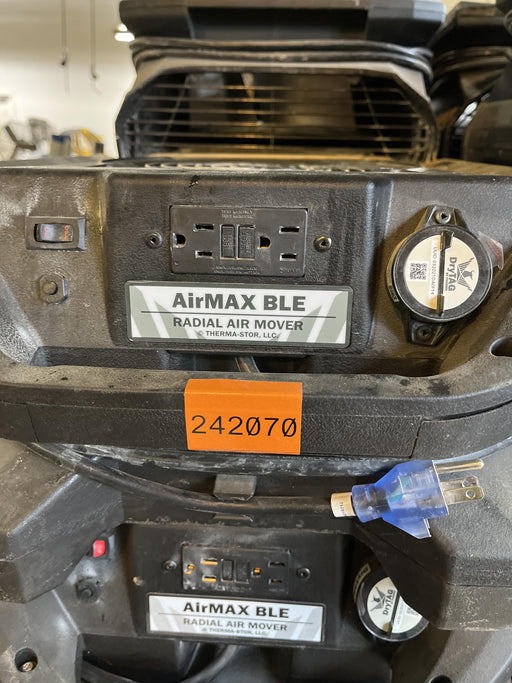 DryTAG
AirMAX BLE
RADIAL AIR MOVER
© THERMA-STOR, LLC.
242070
AirMAX BLE
RADIAL AIR MOVER
© THERMA-STOR, LLC.
DryTAG